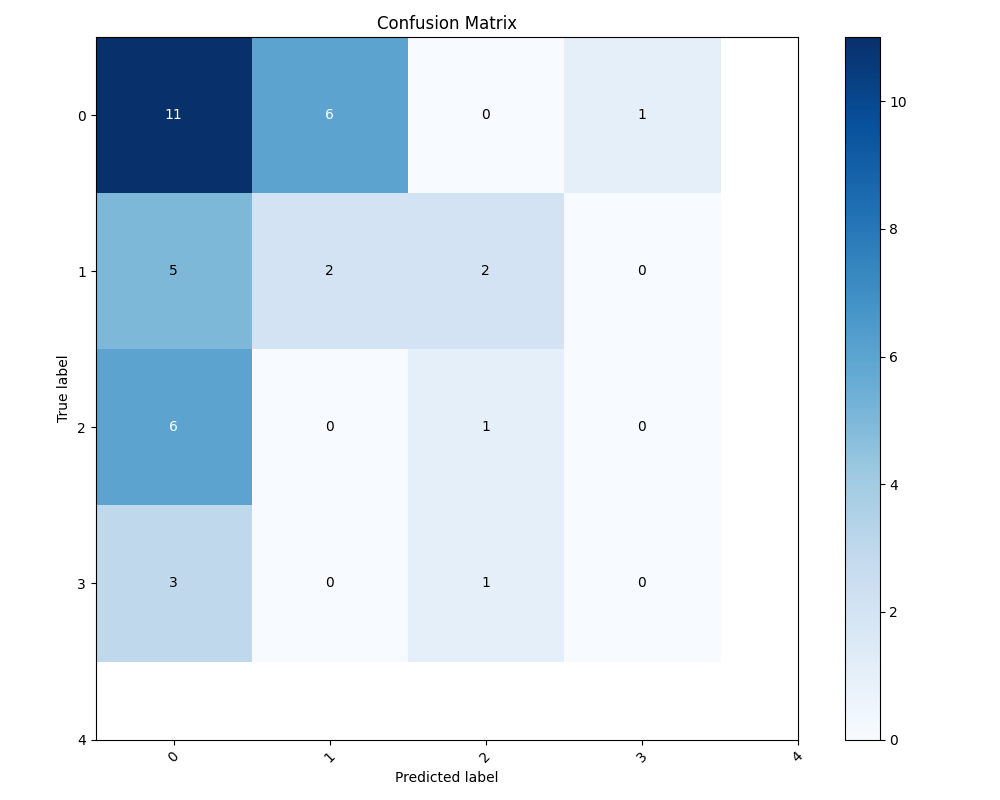 Confusion Matrix
0 11 6 0 1
1 5 2 2 0
2 6 0 1 0
3 3 0 1 0
4
0 1 2 3 4
True label
Predicted label
10
8
6
4
2
0